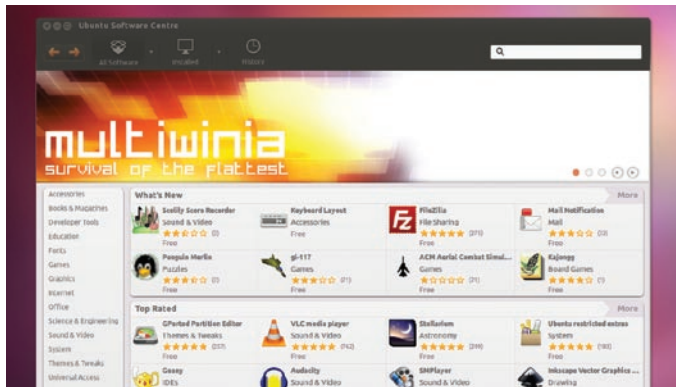 Ubuntu Software Centre
All Software
Installed
History
multiwinia
survival of the flattest
Accessories
Books & Magazines
Developer Tools
Education
Fonts
Games
Graphics
Internet
Office
Science & Engineering
Sound & Video
System
Themes & Tweaks
Universal Access
What's New
More
Scolily Score Recorder
Sound & Video
Free
Keyboard Layout
Accessories
Free
FileZilla
File Sharing
Free
Mail Notification
Mail
Free
Penguin Merlin
Puzzles
Free
gl-117
Games
(21)
Free
ACM Aerial Combat Simul...
Games
(21)
Free
Kajongg
Board Games
Free
Top Rated
More
GParted Partition Editor
Themes & Tweaks
Free
VLC media player
Sound & Video
Free
Stellarium
Astronomy
Free
Ubuntu restricted extras
System
Free
Geany
IDEs
Audacity
Sound & Video
SMPlayer
Sound & Video
Inkscape Vector Graphics ...
Drawing